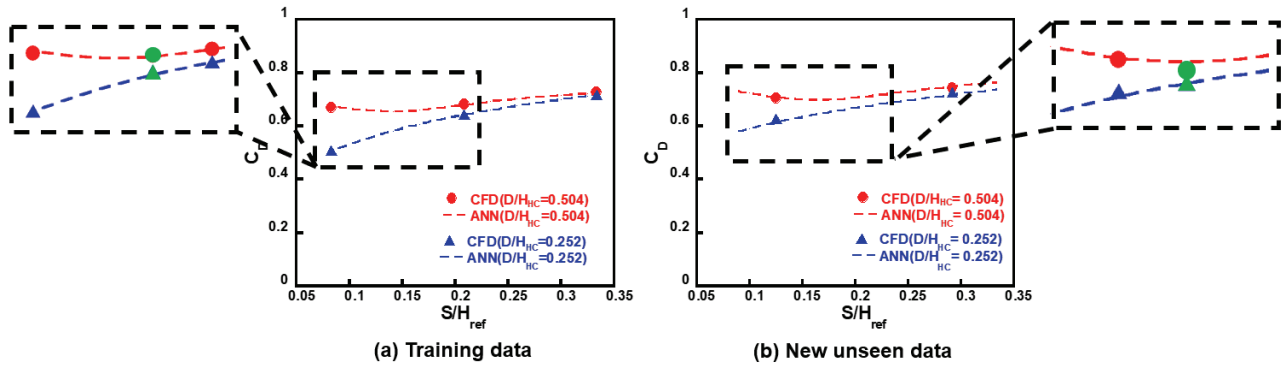 1
0.8
0.6
0.4
0.2
0
C_D
CFD(D/H_HC=0.504)
ANN(D/H_HC=0.504)
CFD(D/H_HC=0.252)
ANN(D/H_HC=0.252)
0.05 0.1 0.15 0.2 0.25 0.3 0.35
S/H_ref
(a) Training data
1
0.8
0.6
0.4
0.2
0
C_D
CFD(D/H_HC= 0.504)
ANN(D/H_HC= 0.504)
CFD(D/H_HC= 0.252)
ANN(D/H_HC= 0.252)
0.05 0.1 0.15 0.2 0.25 0.3 0.35
S/H_ref
(b) New unseen data